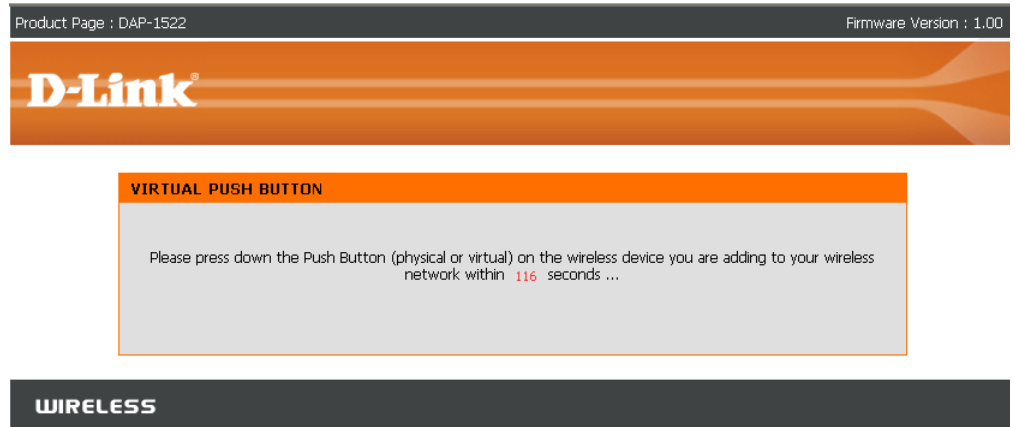 Product Page : DAP-1522 Firmware Version : 1.00
D-Link®
VIRTUAL PUSH BUTTON
Please press down the Push Button (physical or virtual) on the wireless device you are adding to your wireless
network within 116 seconds ...
WIRELESS